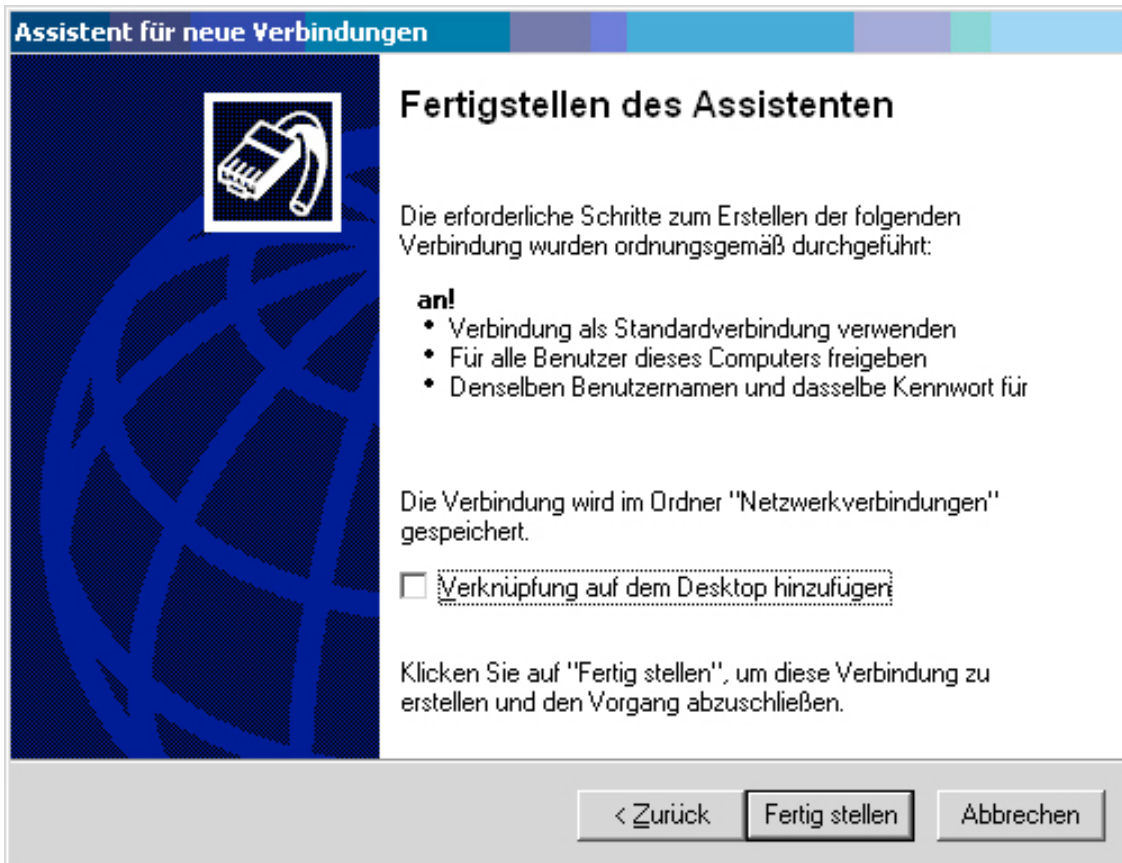 Assistent für neue Verbindungen
Fertigstellen des Assistenten
Die erforderliche Schritte zum Erstellen der folgenden
Verbindung wurden ordnungsgemäß durchgeführt:
an!
• Verbindung als Standardverbindung verwenden
• Für alle Benutzer dieses Computers freigeben
• Denselben Benutzernamen und dasselbe Kennwort für
Die Verbindung wird im Ordner "Netzwerkverbindungen"
gespeichert.
Verknüpfung auf dem Desktop hinzufügen
Klicken Sie auf "Fertig stellen", um diese Verbindung zu
erstellen und den Vorgang abzuschließen.
< Zurück Fertig stellen Abbrechen